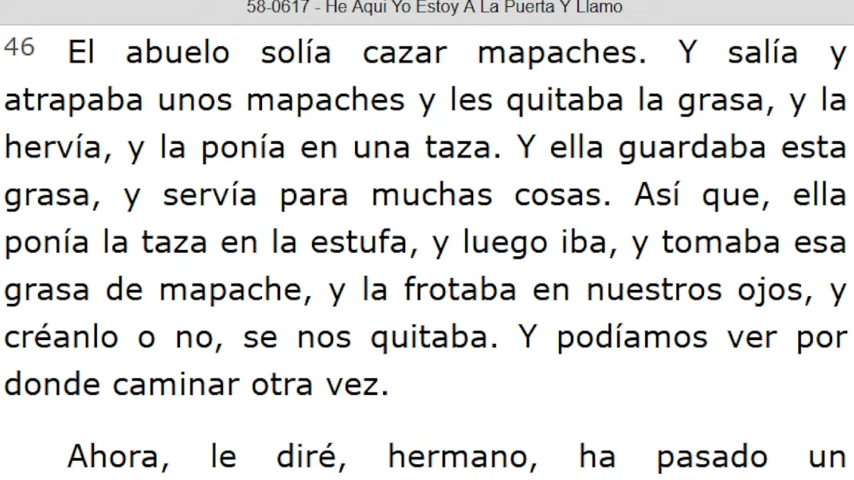 58-0617 - He Aqui Yo Estoy A La Puerta Y Llamo
46 El abuelo solía cazar mapaches. Y salía y
atrapaba unos mapaches y les quitaba la grasa, y la
hervía, y la ponía en una taza. Y ella guardaba esta
grasa, y servía para muchas cosas. Así que, ella
ponía la taza en la estufa, y luego iba, y tomaba esa
grasa de mapache, y la frotaba en nuestros ojos, y
créanlo o no, se nos quitaba. Y podíamos ver por
donde caminar otra vez.
Ahora, le diré, hermano, ha pasado un